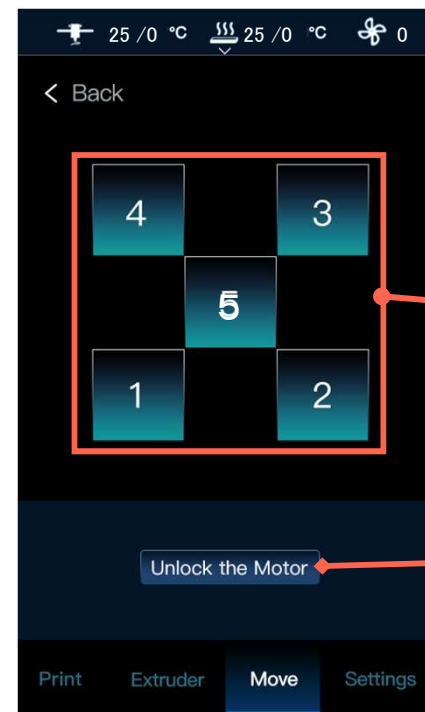 25 /0 °C 25 /0 °C 0
< Back
4 3
5
1 2
Unlock the Motor
Print Extruder Move Settings